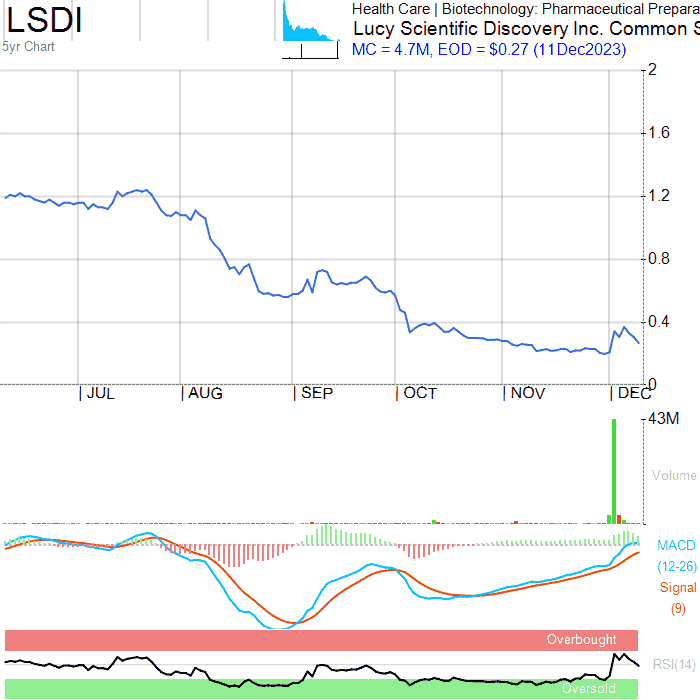 LSDI
5yr Chart
Health Care | Biotechnology: Pharmaceutical Prepara
Lucy Scientific Discovery Inc. Common S
MC = 4.7M, EOD = $0.27 (11Dec2023)
2
1.6
1.2
0.8
0.4
0
JUL
AUG
SEP
OCT
NOV
DEC
43M
Volume
MACD
(12-26)
Signal
(9)
Overbought
RSI(14)
Oversold